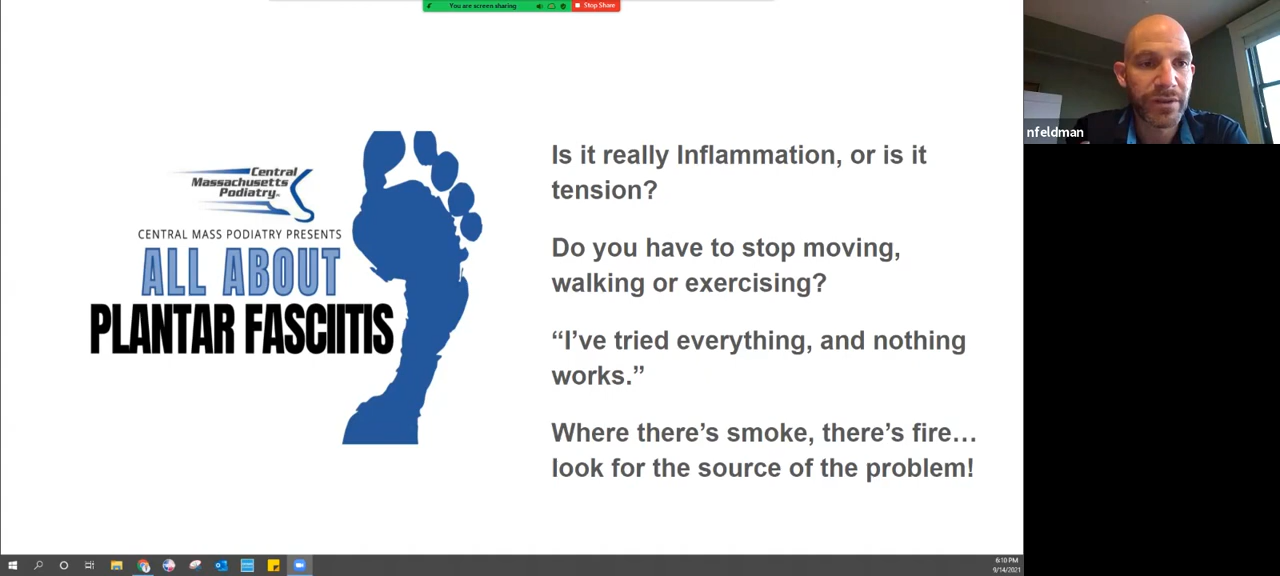 You are screen sharing
Stop Share
nfeldman
Central
Massachusetts
Podiatry
CENTRAL MASS PODIATRY PRESENTS
ALL ABOUT
PLANTAR FASCIITIS
Is it really Inflammation, or is it
tension?
Do you have to stop moving,
walking or exercising?
“I’ve tried everything, and nothing
works.”
Where there’s smoke, there’s fire…
look for the source of the problem!
6:10 PM
9/14/2021